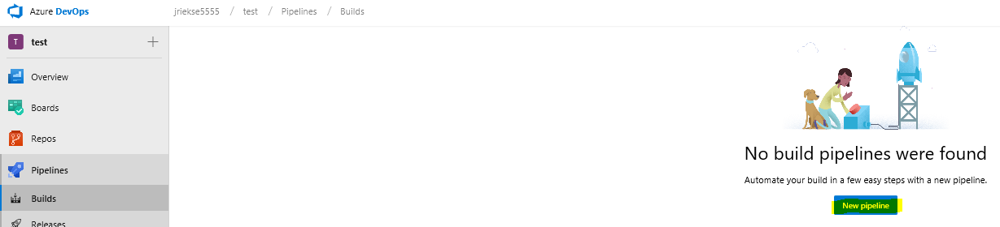 Azure DevOps
jriekse5555 / test / Pipelines / Builds
T test
Overview
Boards
Repos
Pipelines
Builds
Releases
No build pipelines were found
Automate your build in a few easy steps with a new pipeline.
New pipeline